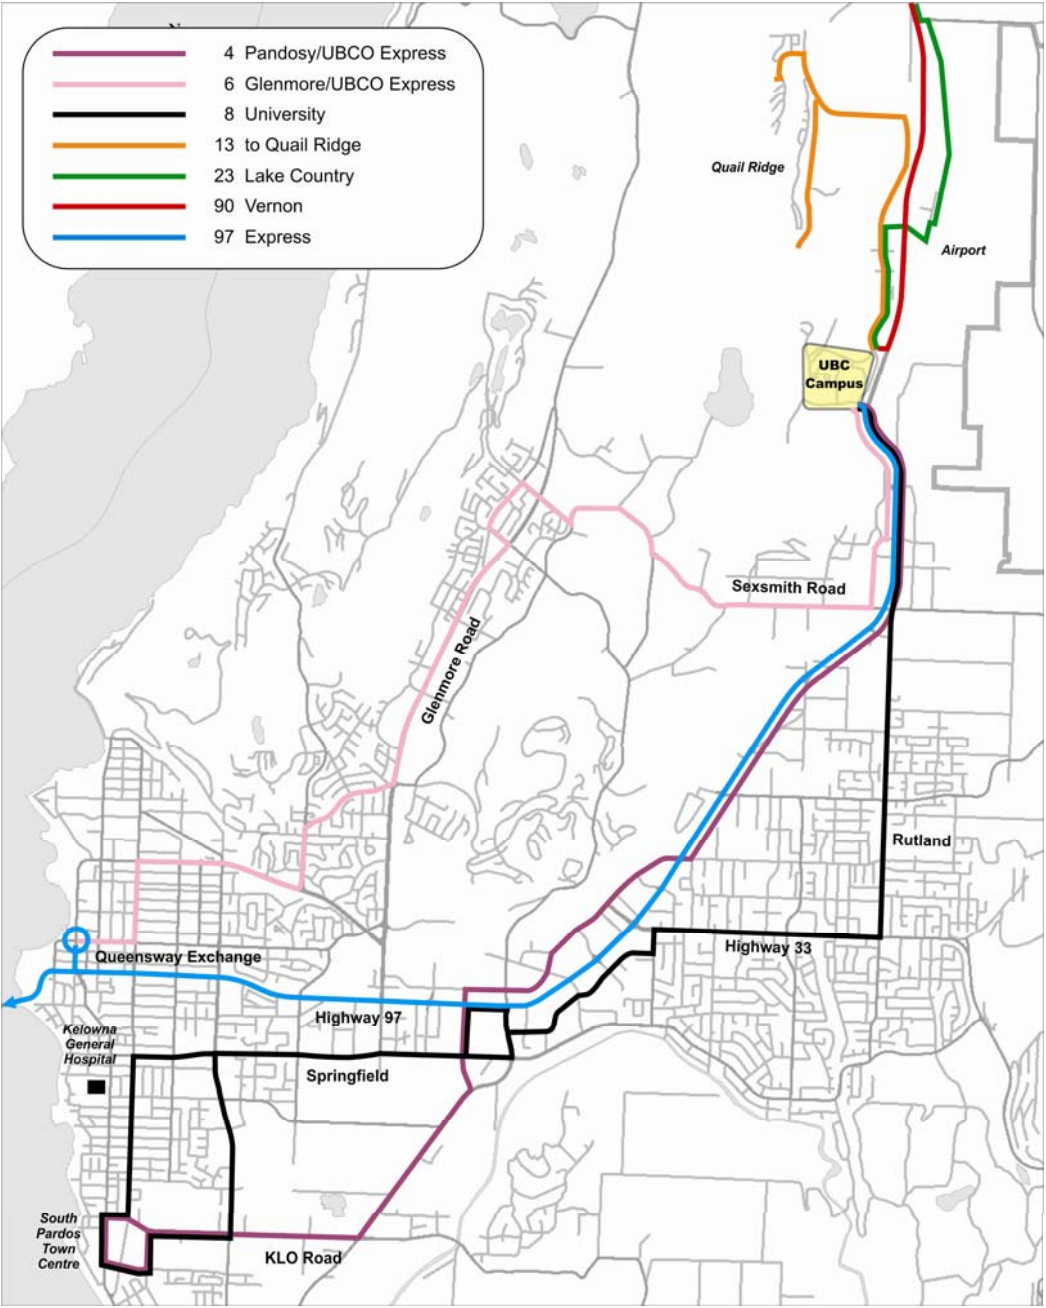 4 Pandosy/UBCO Express
6 Glenmore/UBCO Express
8 University
13 to Quail Ridge
23 Lake Country
90 Vernon
97 Express
Quail Ridge
Airport
UBC
Campus
Sexsmith Road
Glenmore Road
Rutland
Highway 33
Queensway Exchange
Highway 97
Kelowna
General
Hospital
Springfield
South
Pardos
Town
Centre
KLO Road